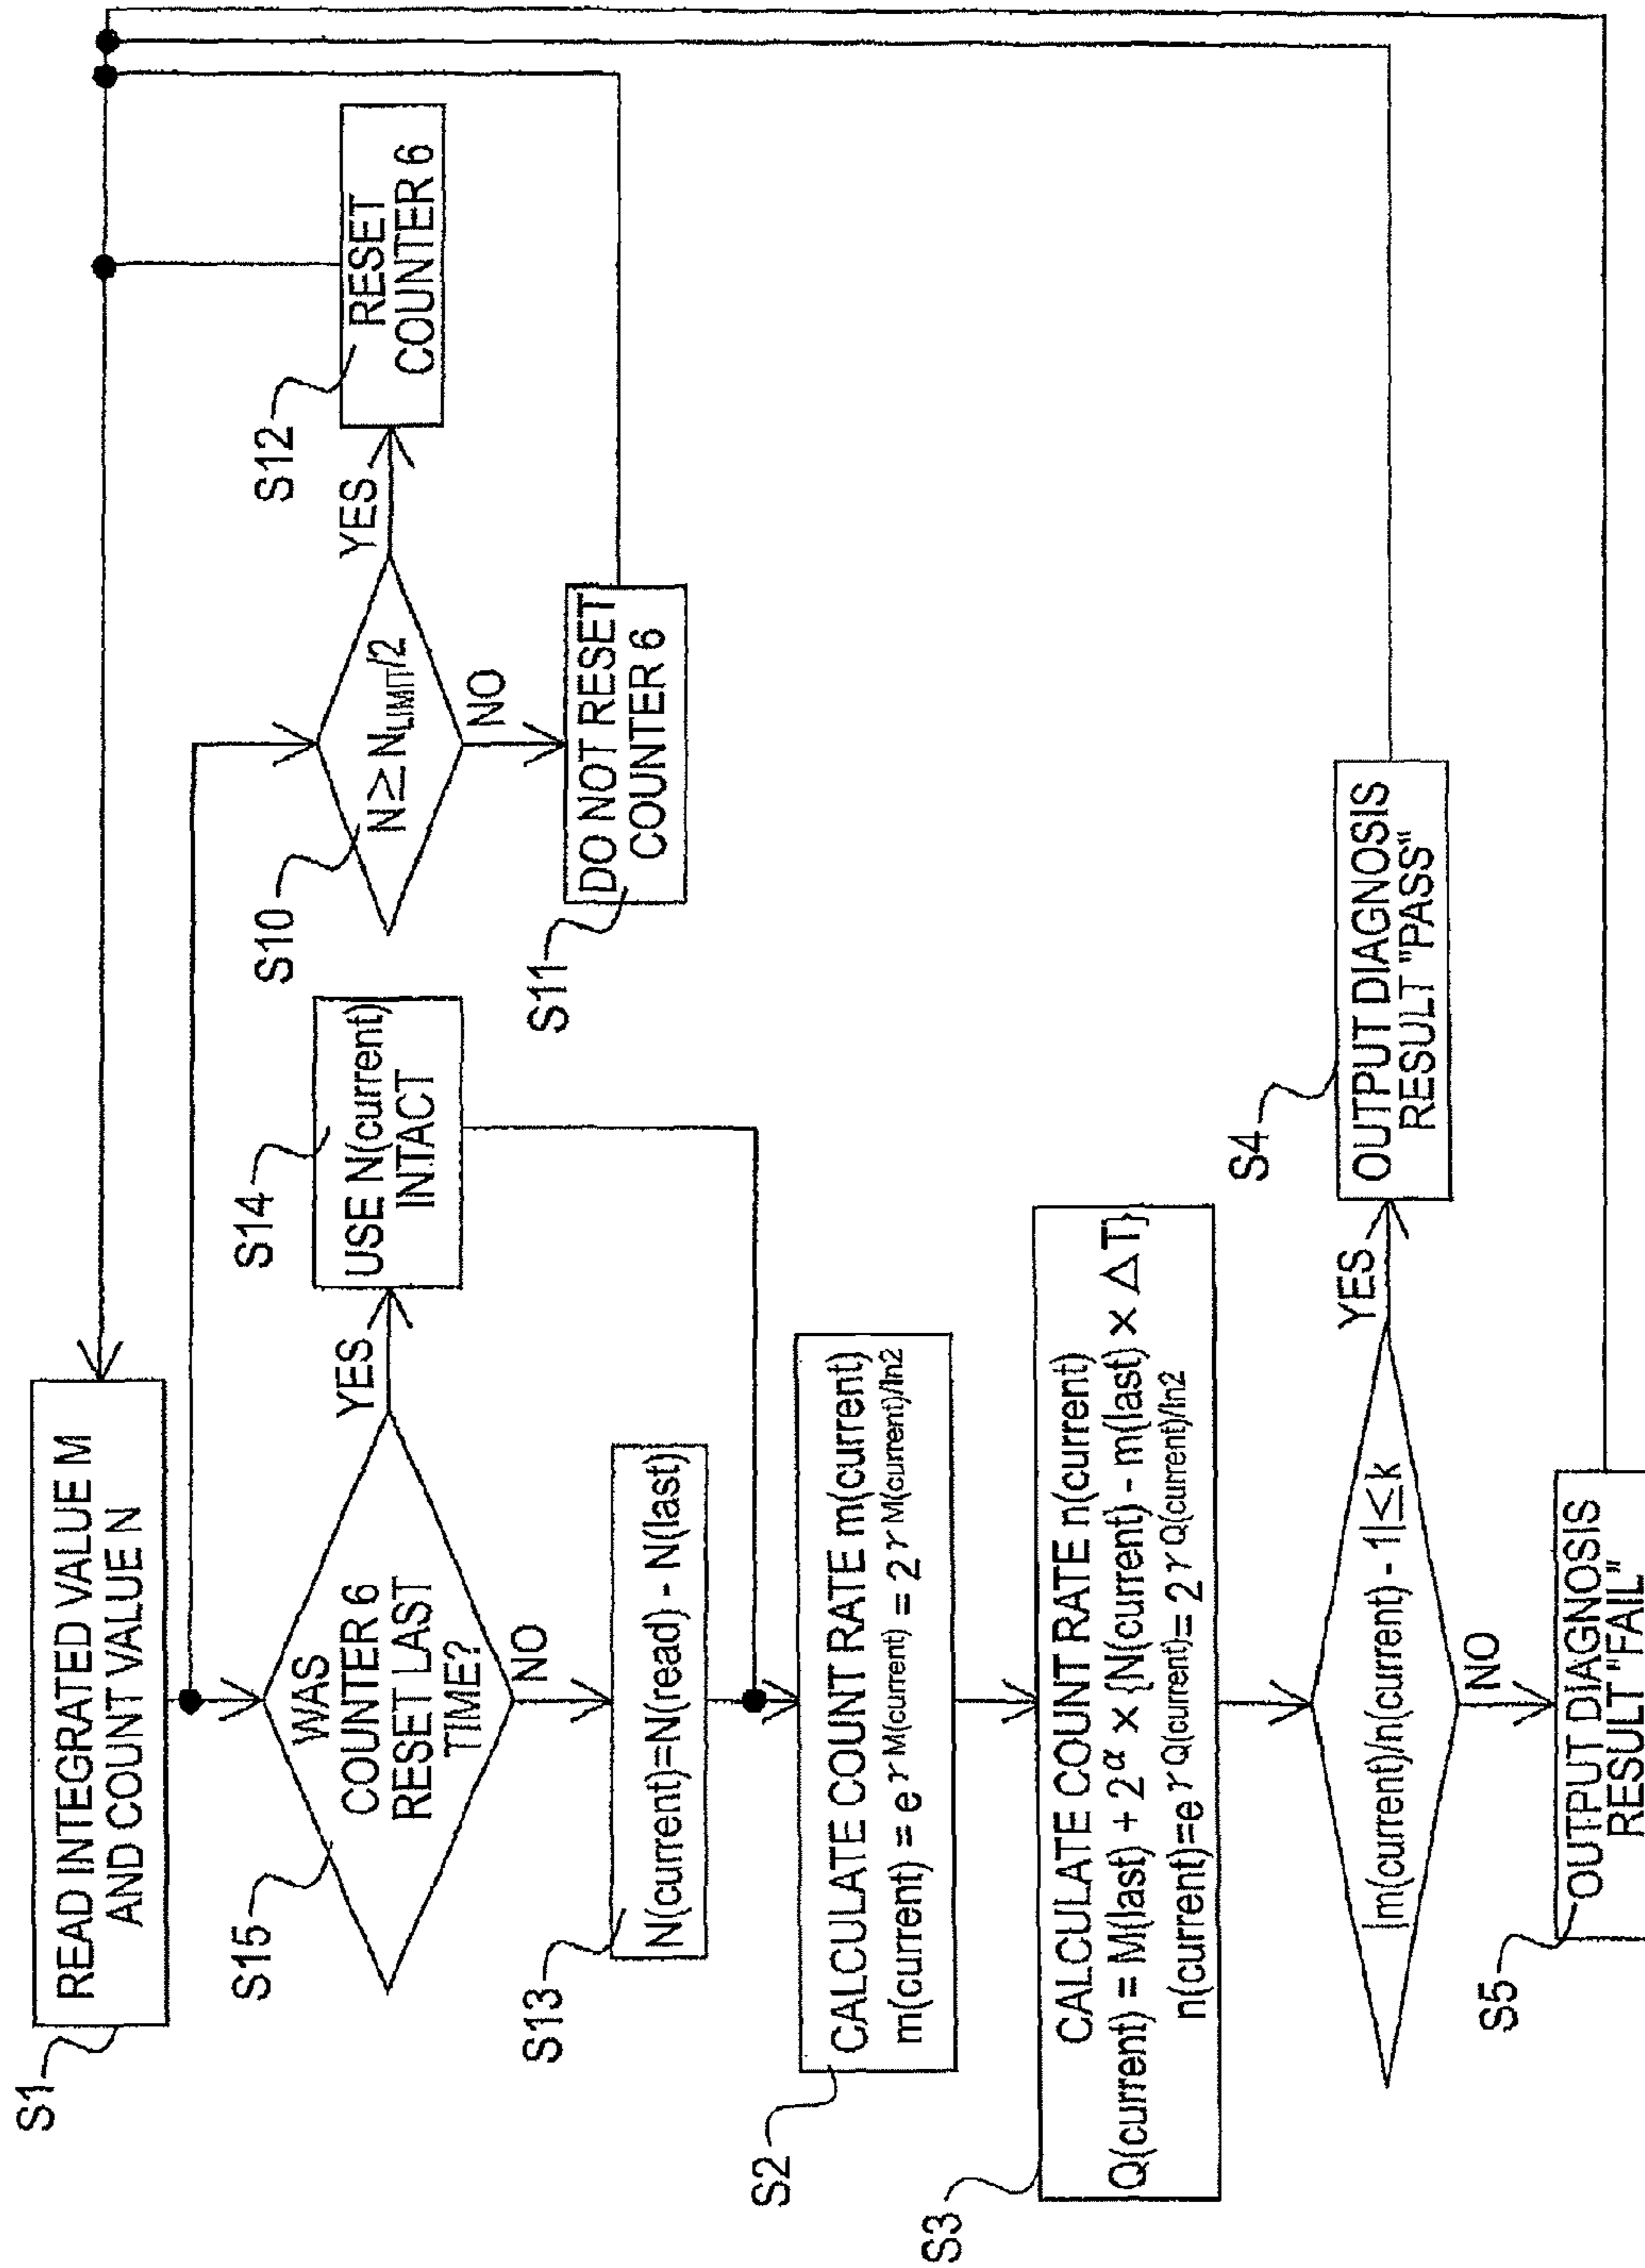 S1
READ INTEGRATED VALUE M
AND COUNT VALUE N
S15
WAS
COUNTER 6
RESET LAST
TIME?
YES
NO
S14
USE N(current)
INTACT
S10
N≥N_LIMIT/2
YES
NO
S12
RESET
COUNTER 6
S11
DO NOT RESET
COUNTER 6
S13
N(current)=N(read) - N(last)
S2
CALCULATE COUNT RATE m(current)
m(current) = e^γM(current) = 2^γM(current)/ln2
S3
CALCULATE COUNT RATE n(current)
Q(current) = M(last) + 2^α × {N(current) - m(last) × △T}
n(current)=e^γQ(current)= 2^γQ(current)/ln2
|m(current)/n(current) - 1|≤k
YES
NO
S4
OUTPUT DIAGNOSIS
RESULT "PASS"
S5
OUTPUT DIAGNOSIS
RESULT "FAIL"